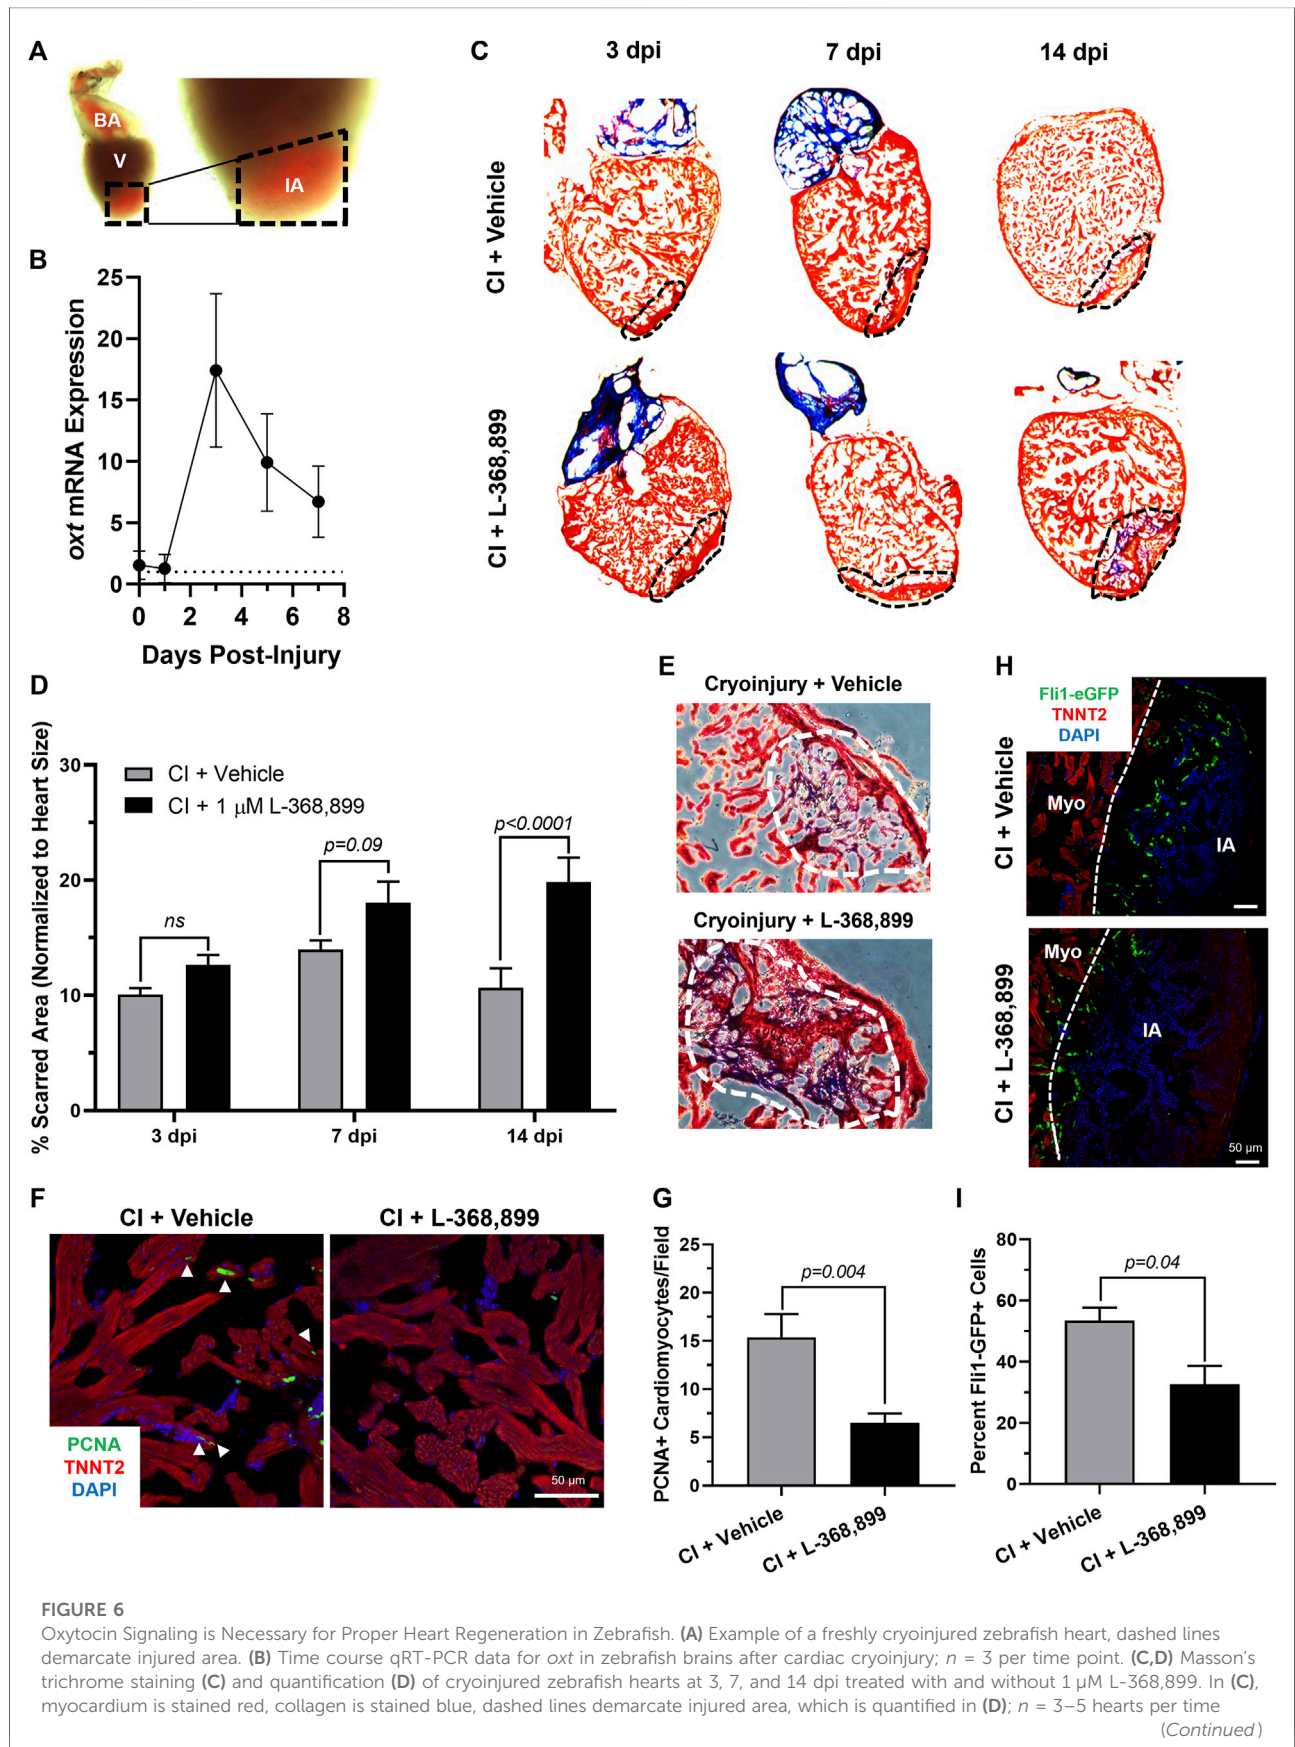 A
BA
V
IA
B
oxt mRNA Expression
25
20
15
10
5
0
0 2 4 6 8
Days Post-Injury
C
3 dpi 7 dpi 14 dpi
CI + Vehicle
CI + L-368,899
D
% Scarred Area (Normalized to Heart Size)
30
20
10
0
CI + Vehicle
CI + 1 μM L-368,899
ns
p=0.09
p<0.0001
3 dpi 7 dpi 14 dpi
E
Cryoinjury + Vehicle
Cryoinjury + L-368,899
H
CI + Vehicle
Fli1-eGFP
TNNT2
DAPI
Myo
IA
CI + L-368,899
Myo
IA
50 μm
F
CI + Vehicle CI + L-368,899
PCNA
TNNT2
DAPI
50 μm
G
PCNA+ Cardiomyocytes/Field
25
20
15
10
5
0
p=0.004
CI + Vehicle
CI + L-368,899
I
Percent Fli1-GFP+ Cells
80
60
40
20
0
p=0.04
CI + Vehicle
CI + L-368,899
FIGURE 6
Oxytocin Signaling is Necessary for Proper Heart Regeneration in Zebrafish. (A) Example of a freshly cryoinjured zebrafish heart, dashed lines
demarcate injured area. (B) Time course qRT-PCR data for oxt in zebrafish brains after cardiac cryoinjury; n = 3 per time point. (C,D) Masson's
trichrome staining (C) and quantification (D) of cryoinjured zebrafish hearts at 3, 7, and 14 dpi treated with and without 1 μM L-368,899. In (C),
myocardium is stained red, collagen is stained blue, dashed lines demarcate injured area, which is quantified in (D); n = 3–5 hearts per time
(Continued)